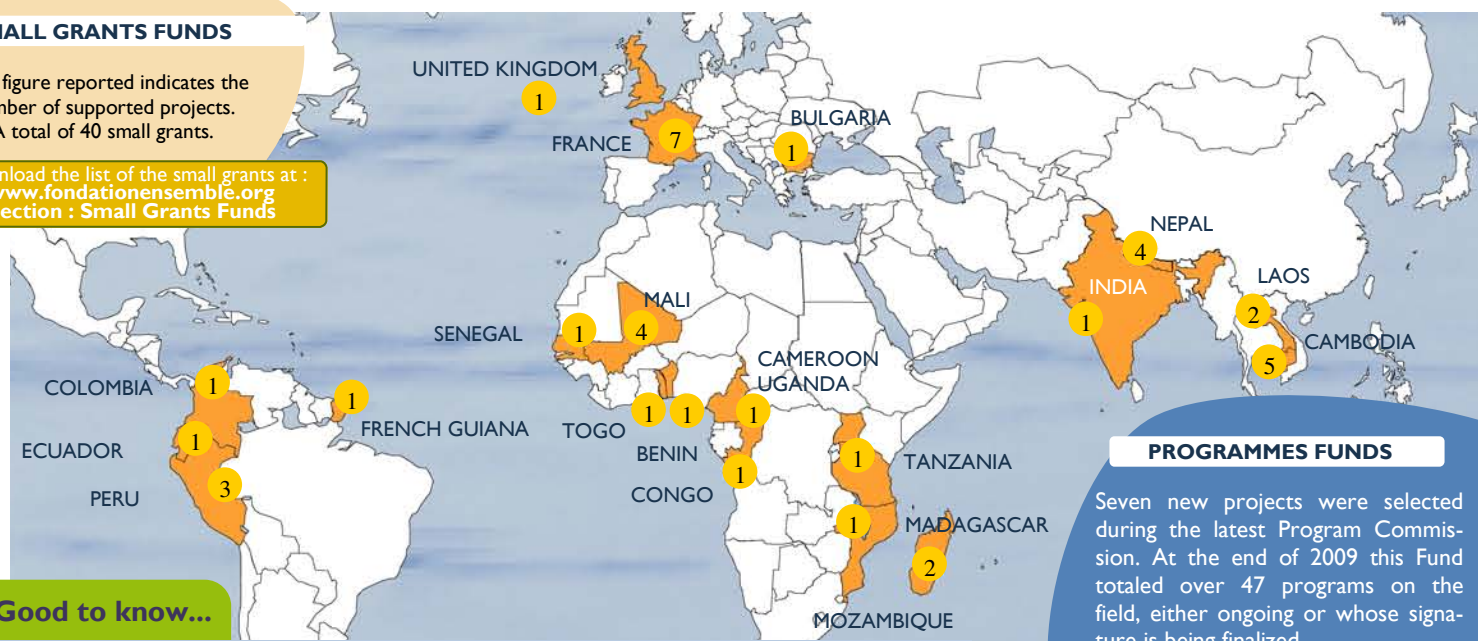 ALL GRANTS FUNDS
figure reported indicates the
mber of supported projects.
A total of 40 small grants.
nload the list of the small grants at :
www.fondationensemble.org
ection : Small Grants Funds
UNITED KINGDOM
1
FRANCE
7
BULGARIA
1
NEPAL
4
INDIA
1
LAOS
2
CAMBODIA
5
MALI
4
SENEGAL
1
CAMEROON
UGANDA
1
TOGO
1
1
BENIN
CONGO
1
1
TANZANIA
1
MADAGASCAR
2
MOZAMBIQUE
COLOMBIA
1
1
FRENCH GUIANA
ECUADOR
1
PERU
3
Good to know...
PROGRAMMES FUNDS
Seven new projects were selected
during the latest Program Commis-
sion. At the end of 2009 this Fund
totaled over 47 programs on the
field, either ongoing or whose signa-
ture is being finalized